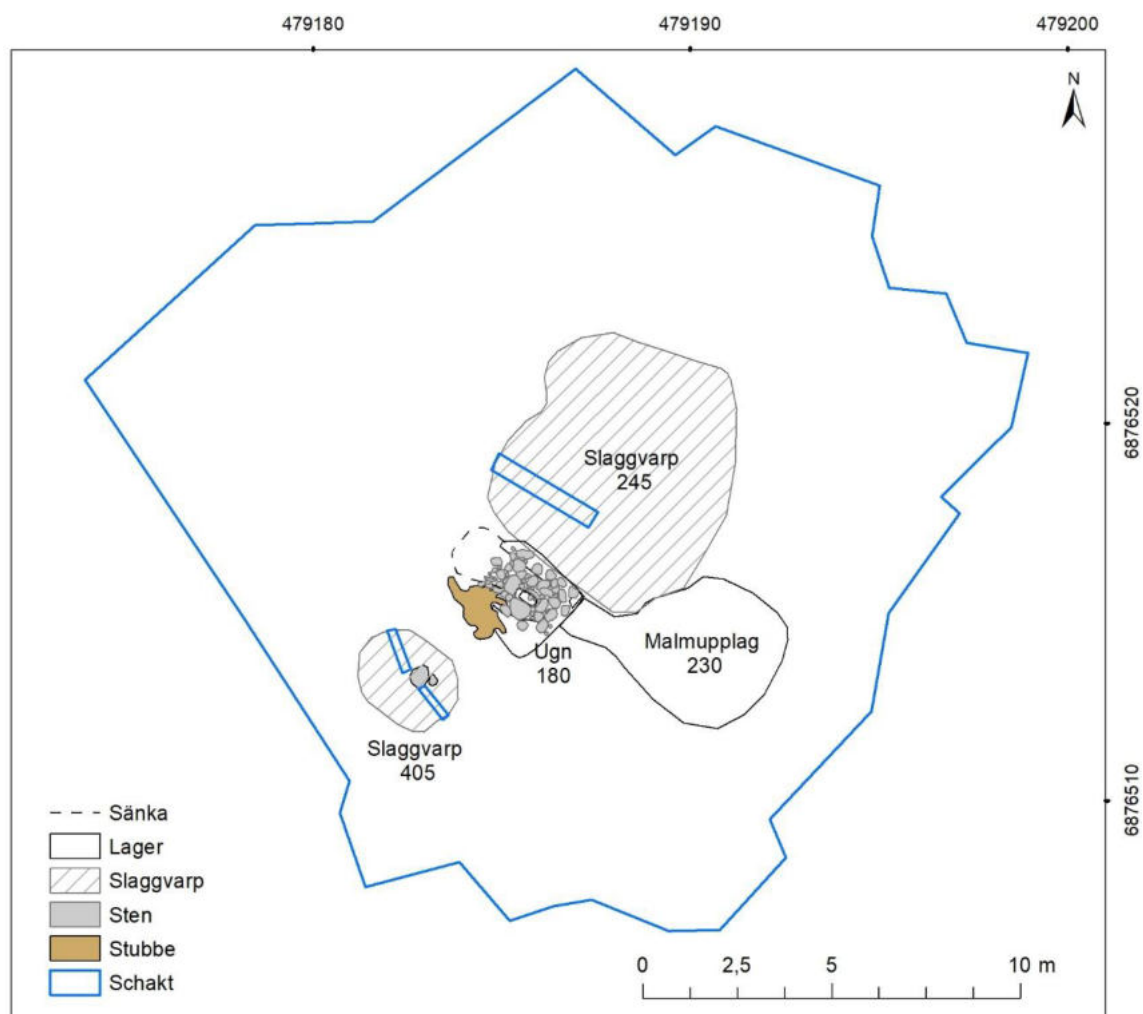 479180
479190
479200
N
6876520
Slaggvarp
245
Malmupplag
230
Ugn
180
Slaggvarp
405
6876510
Sänka
Lager
Slaggvarp
Sten
Stubbe
Schakt
0 2,5 5 10 m